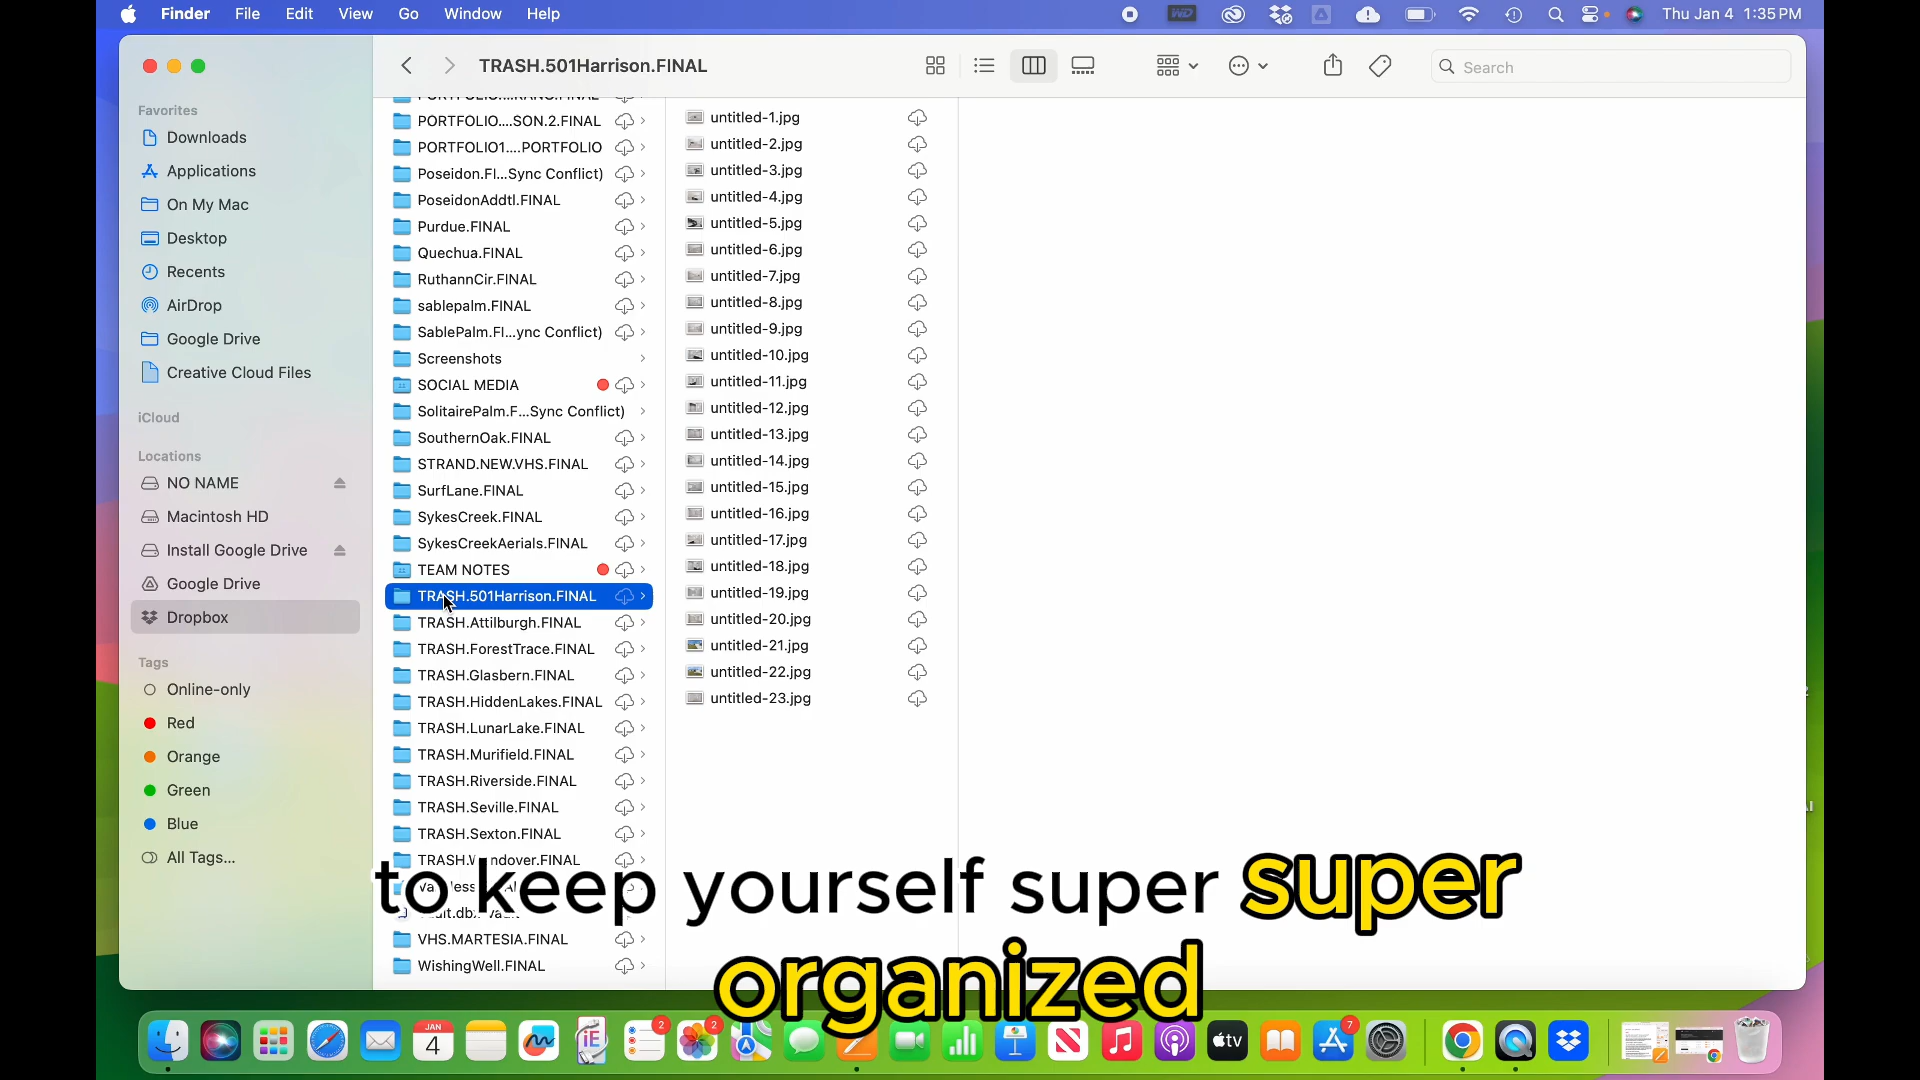 Finder File Edit View Go Window Help
Thu Jan 4 1:35 PM
TRASH.501Harrison.FINAL
Search
Favorites
Downloads
Applications
On My Mac
Desktop
Recents
AirDrop
Google Drive
Creative Cloud Files
iCloud
Locations
NO NAME
Macintosh HD
Install Google Drive
Google Drive
Dropbox
Tags
Online-only
Red
Orange
Green
Blue
All Tags...
PORTFOLIO....SON.2.FINAL
PORTFOLIO1....PORTFOLIO
Poseidon.FI...Sync Conflict)
PoseidonAddtl.FINAL
Purdue.FINAL
Quechua.FINAL
RuthannCir.FINAL
sablepalm.FINAL
SablePalm.FI...ync Conflict)
Screenshots
SOCIAL MEDIA
SolitairePalm.F...Sync Conflict)
SouthernOak.FINAL
STRAND.NEW.VHS.FINAL
SurfLane.FINAL
SykesCreek.FINAL
SykesCreekAerials.FINAL
TEAM NOTES
TRASH.501Harrison.FINAL
TRASH.Attilburgh.FINAL
TRASH.ForestTrace.FINAL
TRASH.Glasbern.FINAL
TRASH.HiddenLakes.FINAL
TRASH.LunarLake.FINAL
TRASH.Murifield.FINAL
TRASH.Riverside.FINAL
TRASH.Seville.FINAL
TRASH.Sexton.FINAL
VHS.MARTESIA.FINAL
WishingWell.FINAL
untitled-1.jpg
untitled-2.jpg
untitled-3.jpg
untitled-4.jpg
untitled-5.jpg
untitled-6.jpg
untitled-7.jpg
untitled-8.jpg
untitled-9.jpg
untitled-10.jpg
untitled-11.jpg
untitled-12.jpg
untitled-13.jpg
untitled-14.jpg
untitled-15.jpg
untitled-16.jpg
untitled-17.jpg
untitled-18.jpg
untitled-19.jpg
untitled-20.jpg
untitled-21.jpg
untitled-22.jpg
untitled-23.jpg
to keep yourself super super
organized
JAN
4
2
2
tv
7